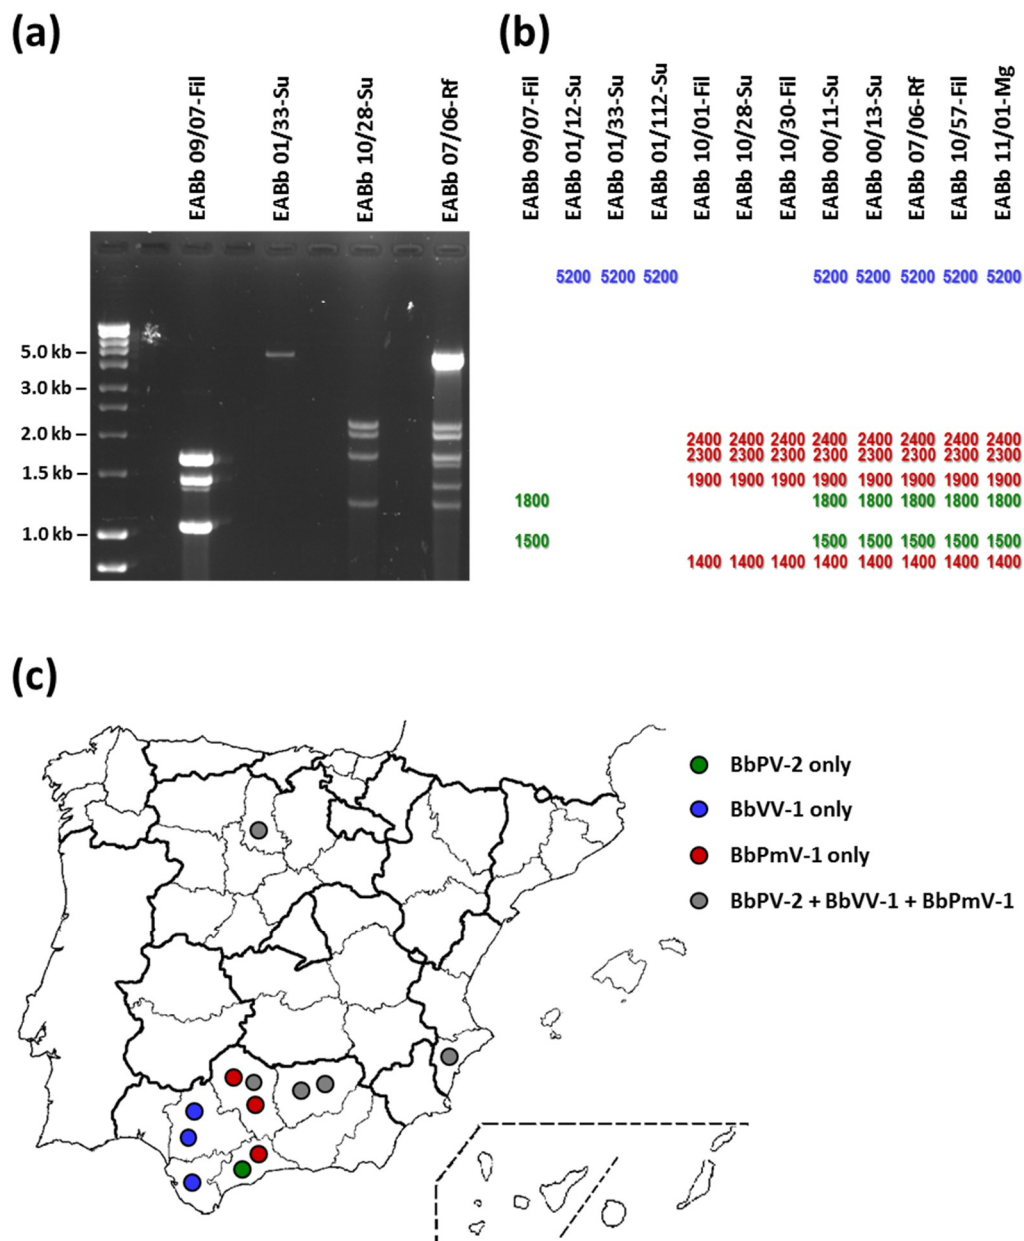 (a)
EABb 09/07-Fil
EABb 01/33-Su
EABb 10/28-Su
EABb 07/06-Rf
5.0 kb
3.0 kb
2.0 kb
1.5 kb
1.0 kb
(b)
EABb 09/07-Fil
EABb 01/12-Su
EABb 01/33-Su
EABb 01/112-Su
EABb 10/01-Fil
EABb 10/28-Su
EABb 10/30-Fil
EABb 00/11-Su
EABb 00/13-Su
EABb 07/06-Rf
EABb 10/57-Fil
EABb 11/01-Mg
5200 5200 5200 5200 5200 5200 5200 5200
2400 2400 2400 2400 2400 2400 2400 2400
2300 2300 2300 2300 2300 2300 2300 2300
1900 1900 1900 1900 1900 1900 1900 1900
1800 1800 1800 1800 1800 1800
1500 1500 1500 1500 1500 1500
1400 1400 1400 1400 1400 1400 1400 1400
(c)
BbPV-2 only
BbVV-1 only
BbPmV-1 only
BbPV-2 + BbVV-1 + BbPmV-1